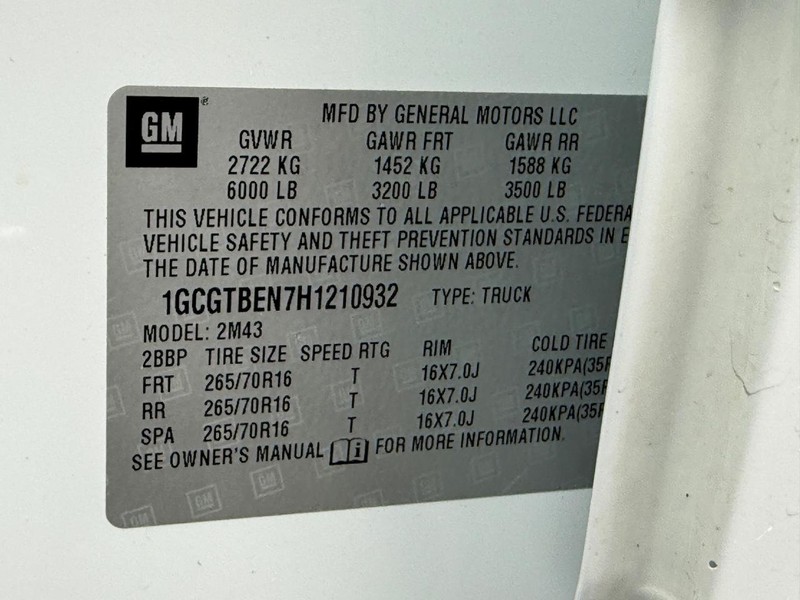 GM
MFD BY GENERAL MOTORS LLC
GVWR GAWR FRT GAWR RR
2722 KG 1452 KG 1588 KG
6000 LB 3200 LB 3500 LB
THIS VEHICLE CONFORMS TO ALL APPLICABLE U.S. FEDERA
VEHICLE SAFETY AND THEFT PREVENTION STANDARDS IN E
THE DATE OF MANUFACTURE SHOWN ABOVE.
1GCGTBEN7H1210932 TYPE: TRUCK
MODEL: 2M43
2BBP TIRE SIZE SPEED RTG RIM COLD TIRE
FRT 265/70R16 T 16X7.0J 240KPA(35P
RR 265/70R16 T 16X7.0J 240KPA(35P
SPA 265/70R16 T 16X7.0J 240KPA(35P
SEE OWNER'S MANUAL i FOR MORE INFORMATION.